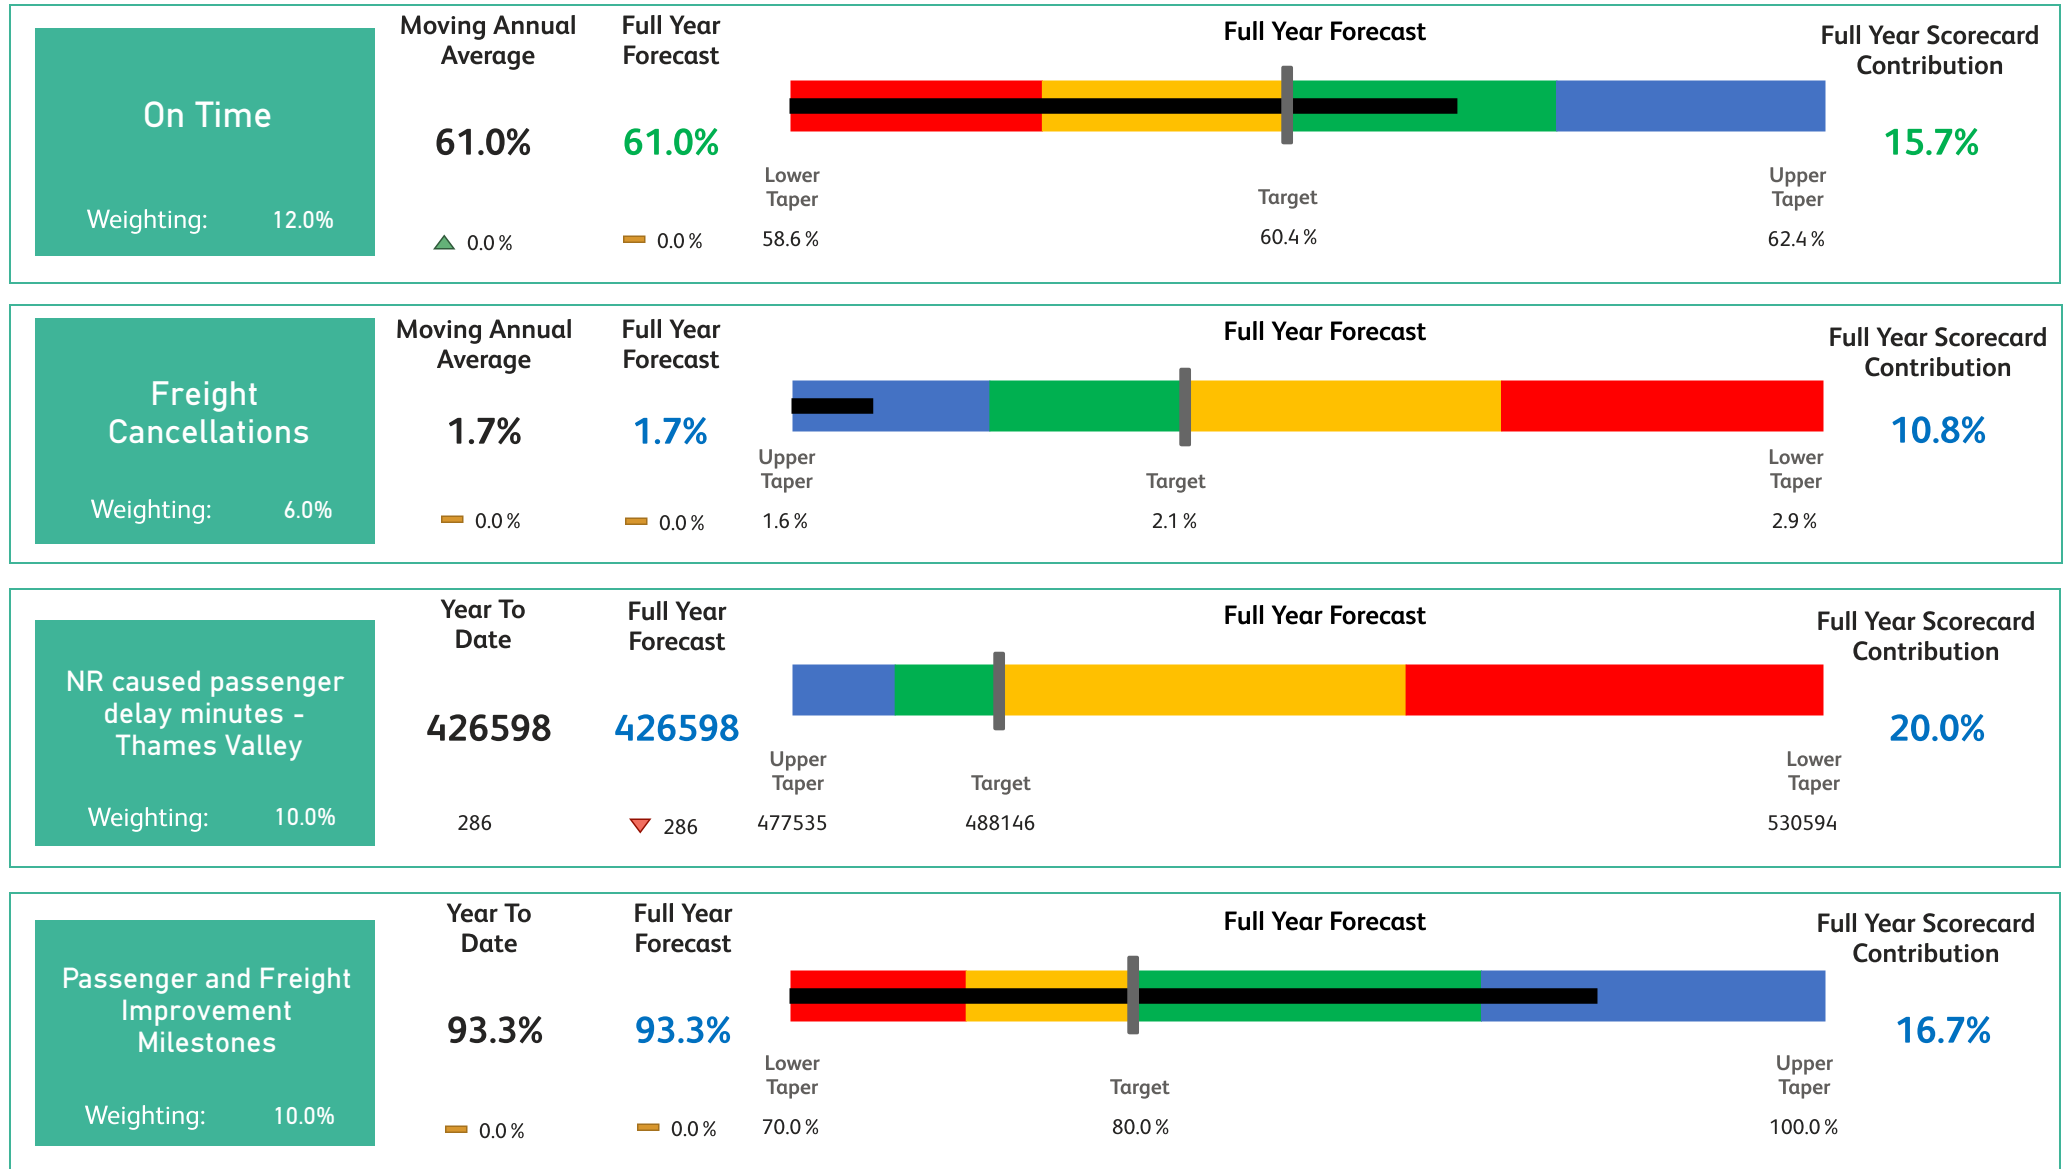 On Time
Weighting: 12.0%
Moving Annual
Average
61.0%
0.0%
Full Year
Forecast
61.0%
0.0%
Full Year Forecast
Lower
Taper
58.6%
Target
60.4%
Upper
Taper
62.4%
Full Year Scorecard
Contribution
15.7%
Freight
Cancellations
Weighting: 6.0%
Moving Annual
Average
1.7%
0.0%
Full Year
Forecast
1.7%
0.0%
Full Year Forecast
Upper
Taper
1.6%
Target
2.1%
Lower
Taper
2.9%
Full Year Scorecard
Contribution
10.8%
NR caused passenger
delay minutes -
Thames Valley
Weighting: 10.0%
Year To
Date
426598
286
Full Year
Forecast
426598
286
Full Year Forecast
Upper
Taper
477535
Target
488146
Lower
Taper
530594
Full Year Scorecard
Contribution
20.0%
Passenger and Freight
Improvement
Milestones
Weighting: 10.0%
Year To
Date
93.3%
0.0%
Full Year
Forecast
93.3%
0.0%
Full Year Forecast
Lower
Taper
70.0%
Target
80.0%
Upper
Taper
100.0%
Full Year Scorecard
Contribution
16.7%